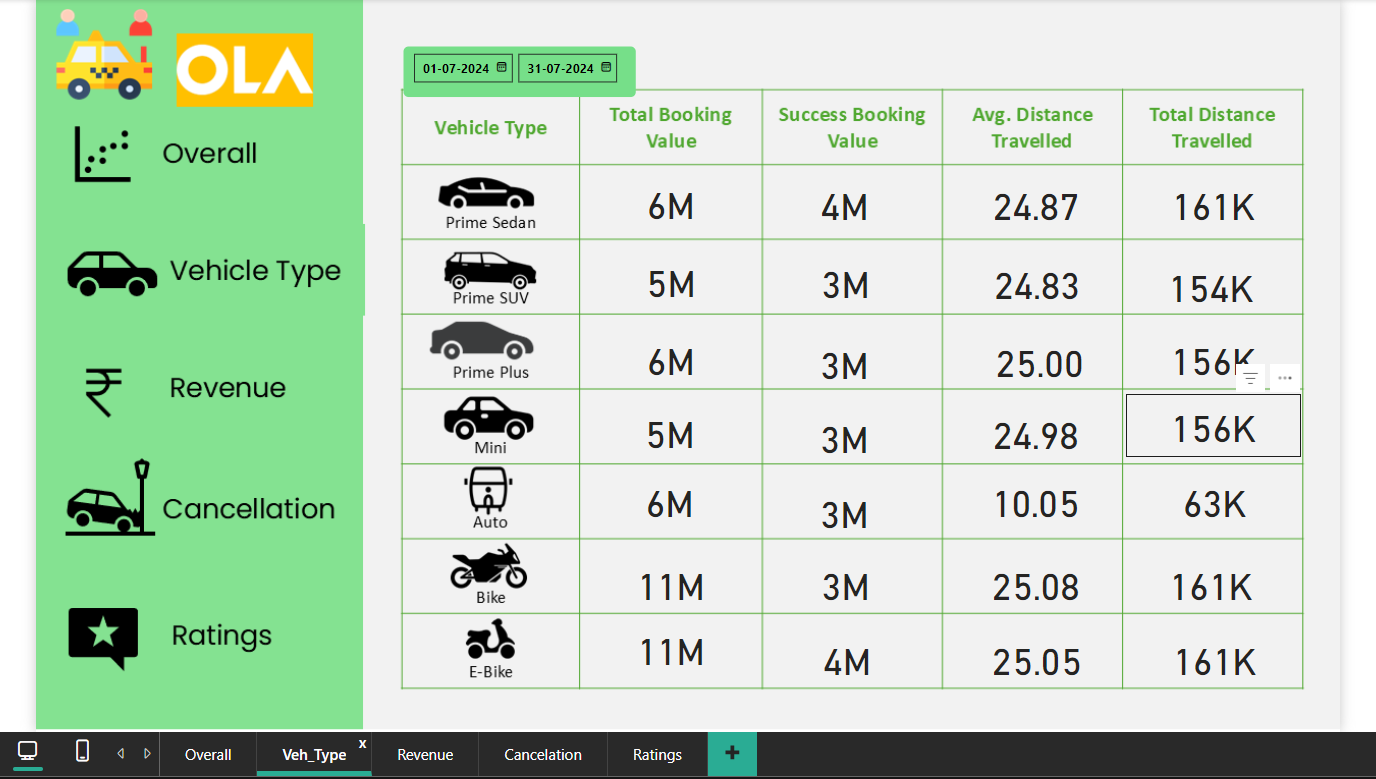 OLA
Overall
Vehicle Type
Revenue
Cancellation
Ratings
01-07-2024 31-07-2024
Vehicle Type
Total Booking
Value
Success Booking
Value
Avg. Distance
Travelled
Total Distance
Travelled
Prime Sedan 6M 4M 24.87 161K
Prime SUV 5M 3M 24.83 154K
Prime Plus 6M 3M 25.00 156K
Mini 5M 3M 24.98 156K
Auto 6M 3M 10.05 63K
Bike 11M 3M 25.08 161K
E-Bike 11M 4M 25.05 161K
Overall Veh_Type x Revenue Cancelation Ratings +